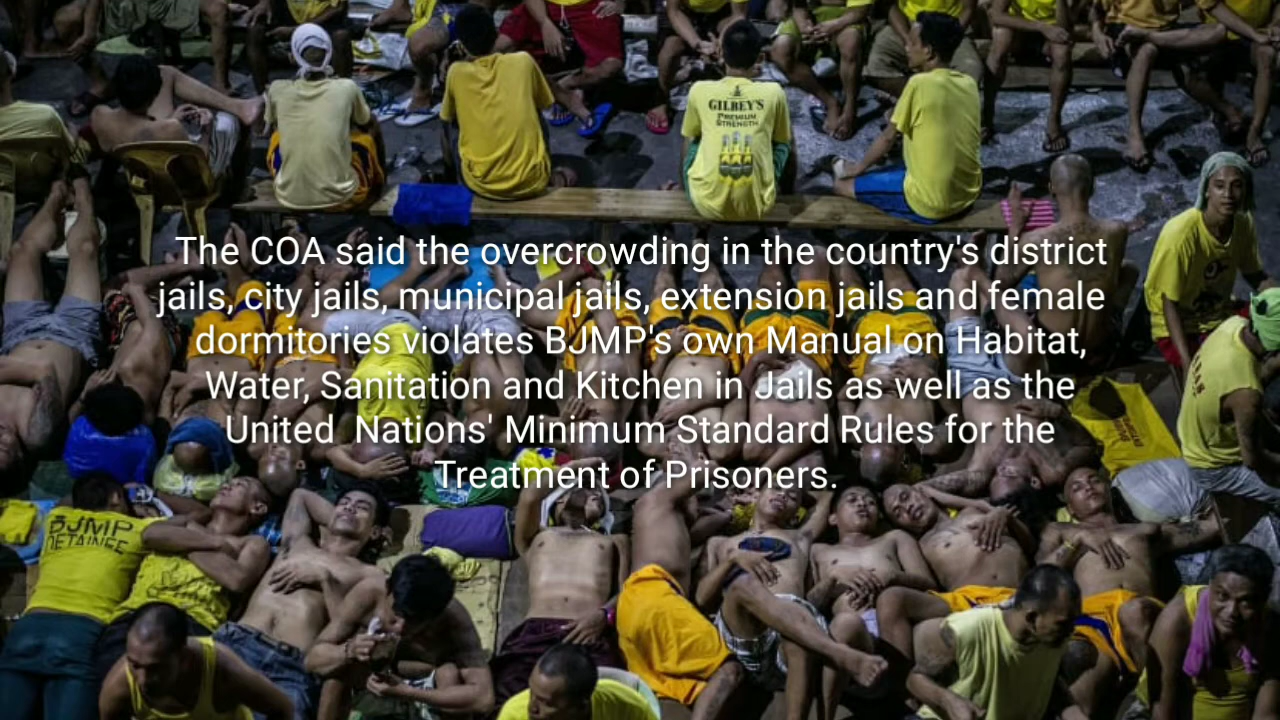 GILBEY'S
PREMIUM
STRENGTH
The COA said the overcrowding in the country's district
jails, city jails, municipal jails, extension jails and female
dormitories violates BJMP's own Manual on Habitat,
Water, Sanitation and Kitchen in Jails as well as the
United  Nations' Minimum Standard Rules for the
Treatment of Prisoners.
BJMP
DETAINEE